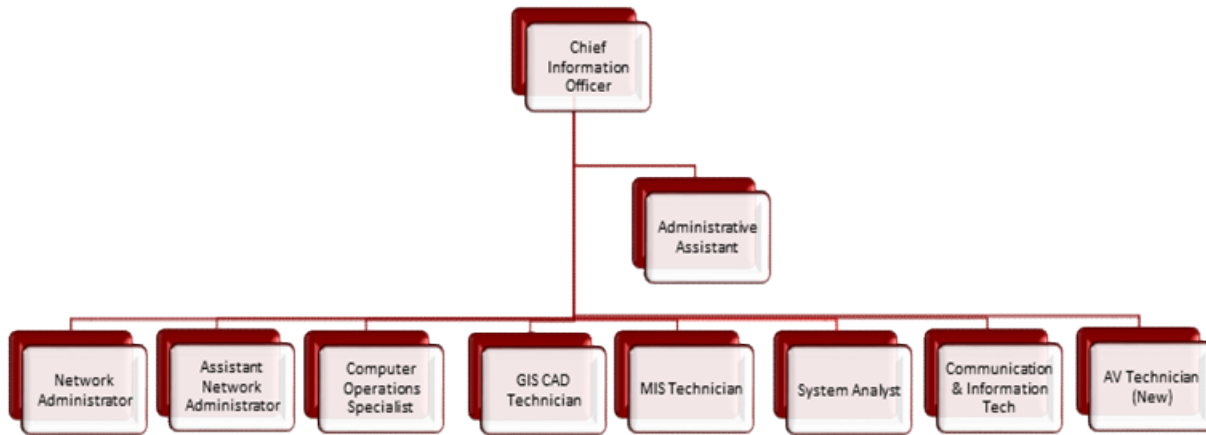 Chief
Information
Officer
Administrative
Assistant
Network
Administrator
Assistant
Network
Administrator
Computer
Operations
Specialist
GIS CAD
Technician
MIS Technician
System Analyst
Communication
& Information
Tech
AV Technician
(New)